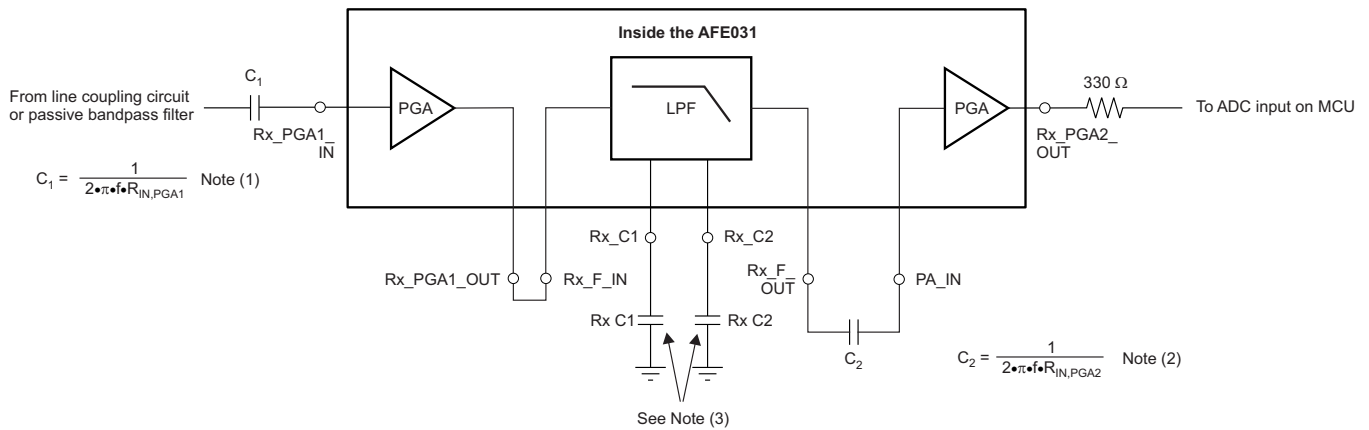 Inside the AFE031
From line coupling circuit
or passive bandpass filter
C₁
Rx_PGA1_
IN
PGA
LPF
PGA
Rx_PGA2_
OUT
330 Ω
To ADC input on MCU
C₁ = 1 / 2•π•f•R_IN,PGA1 Note (1)
Rx_C1
Rx_C2
Rx_PGA1_OUT
Rx_F_IN
Rx_F_
OUT
PA_IN
Rx C1
Rx C2
C₂
C₂ = 1 / 2•π•f•R_IN,PGA2 Note (2)
See Note (3)